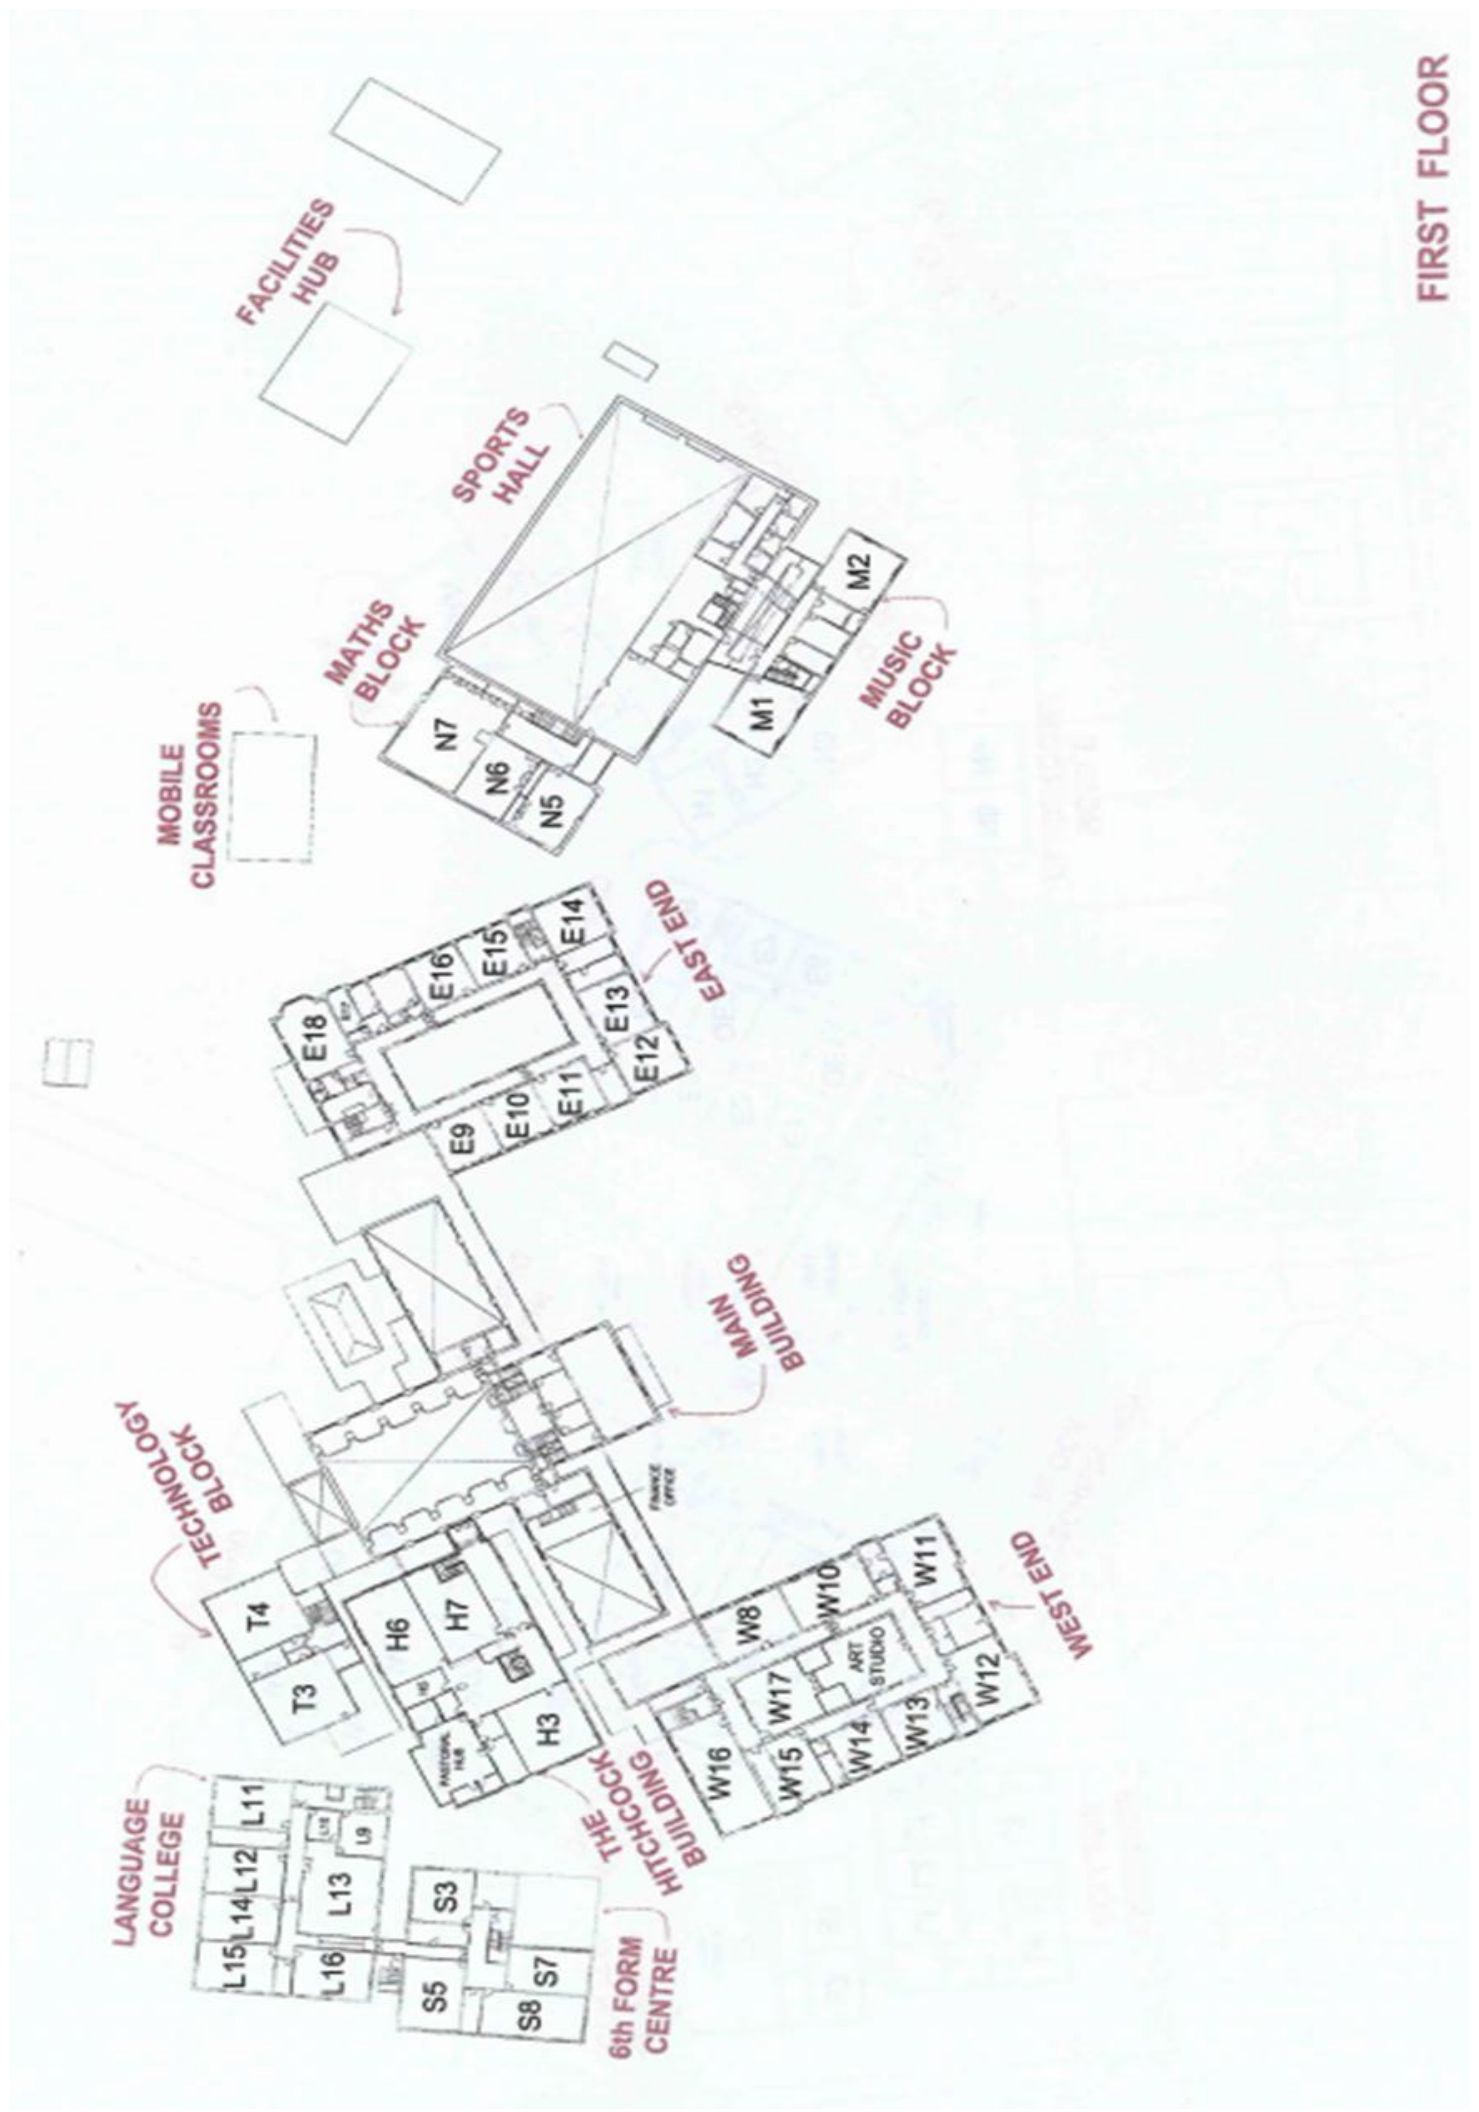 FIRST FLOOR
LANGUAGE
COLLEGE
L15
L14
L12
L11
L16
L13
L9
6th FORM
CENTRE
S5
S3
S8
S7
TECHNOLOGY
BLOCK
T3
T4
THE
HITCHCOCK
BUILDING
PASTORAL
HUB
H5
H6
H7
H3
FINANCE
OFFICE
MAIN
BUILDING
WEST END
W16
W17
W8
W10
W11
W15
W14
W13
W12
ART
STUDIO
EAST END
E18
E16
E15
E14
E9
E10
E11
E13
E12
MOBILE
CLASSROOMS
MATHS
BLOCK
N7
N6
N5
SPORTS
HALL
MUSIC
BLOCK
M1
M2
FACILITIES
HUB